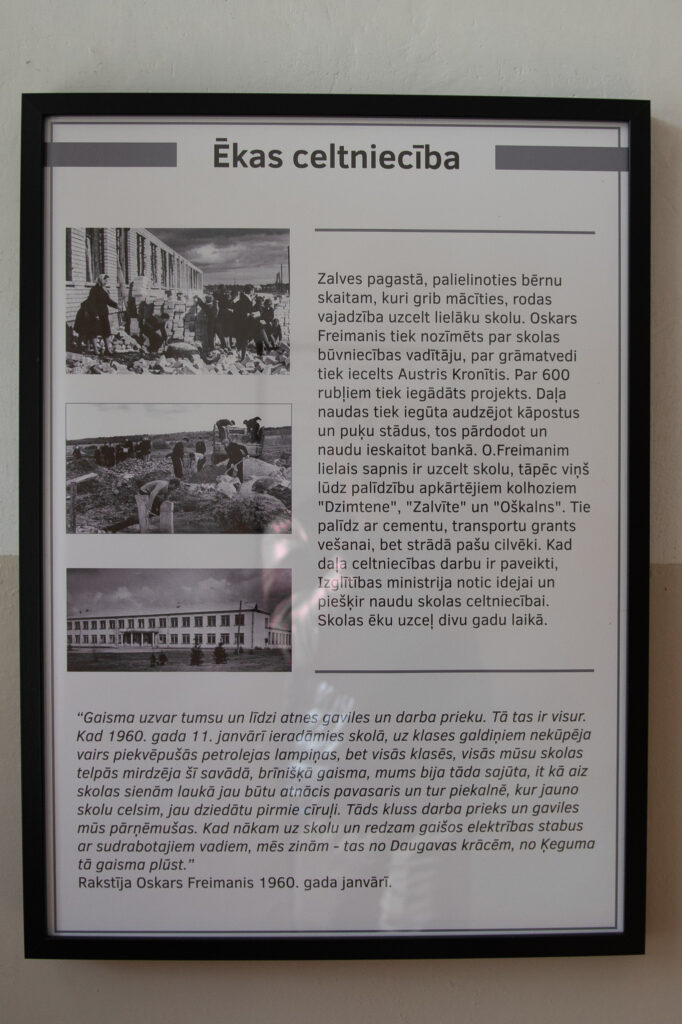 Ēkas celtniecība
Zalves pagastā, palielinoties bērnu
skaitam, kuri grib mācīties, rodas
vajadzība uzcelt lielāku skolu. Oskars
Freimanis tiek nozīmēts par skolas
būvniecības vadītāju, par grāmatvedi
tiek iecelts Austris Kronītis. Par 600
rubļiem tiek iegādāts projekts. Daļa
naudas tiek iegūta audzējot kāpostus
un puķu stādus, tos pārdodot un
naudu ieskaitot bankā. O.Freimanim
lielais sapnis ir uzcelt skolu, tāpēc viņš
lūdz palīdzību apkārtējiem kolhoziem
"Dzimtene", "Zalvīte" un "Oškalns". Tie
palīdz ar cementu, transportu grants
vešanai, bet strādā pašu cilvēki. Kad
daļa celtniecības darbu ir paveikti,
Izglītības ministrija notic idejai un
piešķir naudu skolas celtniecībai.
Skolas ēku uzceļ divu gadu laikā.
“Gaisma uzvar tumsu un līdzi atnes gaviles un darba prieku. Tā tas ir visur.
Kad 1960. gada 11. janvārī ieradāmies skolā, uz klases galdiņiem nekūpēja
vairs piekvēpušās petrolejas lampiņas, bet visās klasēs, visās mūsu skolas
telpās mirdzēja šī savādā, brīnišķā gaisma, mums bija tāda sajūta, it kā aiz
skolas sienām laukā jau būtu atnācis pavasaris un tur piekalnē, kur jauno
skolu celsim, jau dziedātu pirmie cīruļi. Tāds kluss darba prieks un gaviles
mūs pārņēmušas. Kad nākam uz skolu un redzam gaišos elektrības stabus
ar sudrabotajiem vadiem, mēs zinām - tas no Daugavas krācēm, no Ķeguma
tā gaisma plūst.”
Rakstīja Oskars Freimanis 1960. gada janvārī.